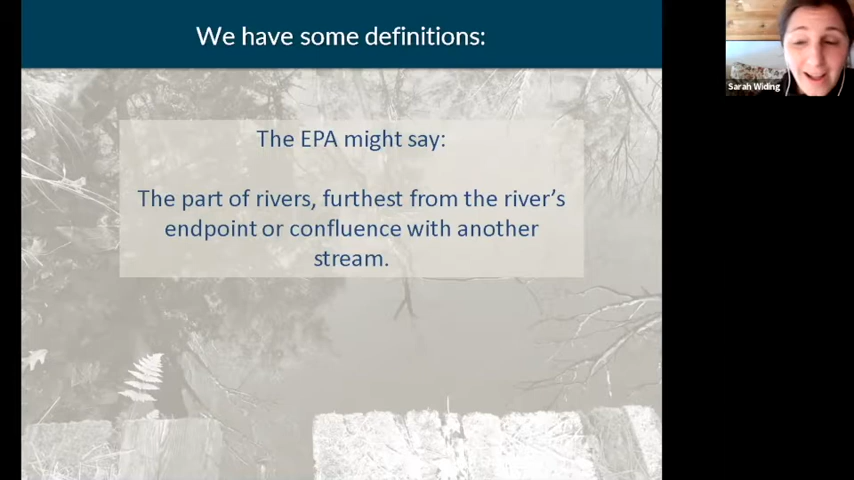 We have some definitions:
Sarah Widing
The EPA might say:
The part of rivers, furthest from the river's
endpoint or confluence with another
stream.